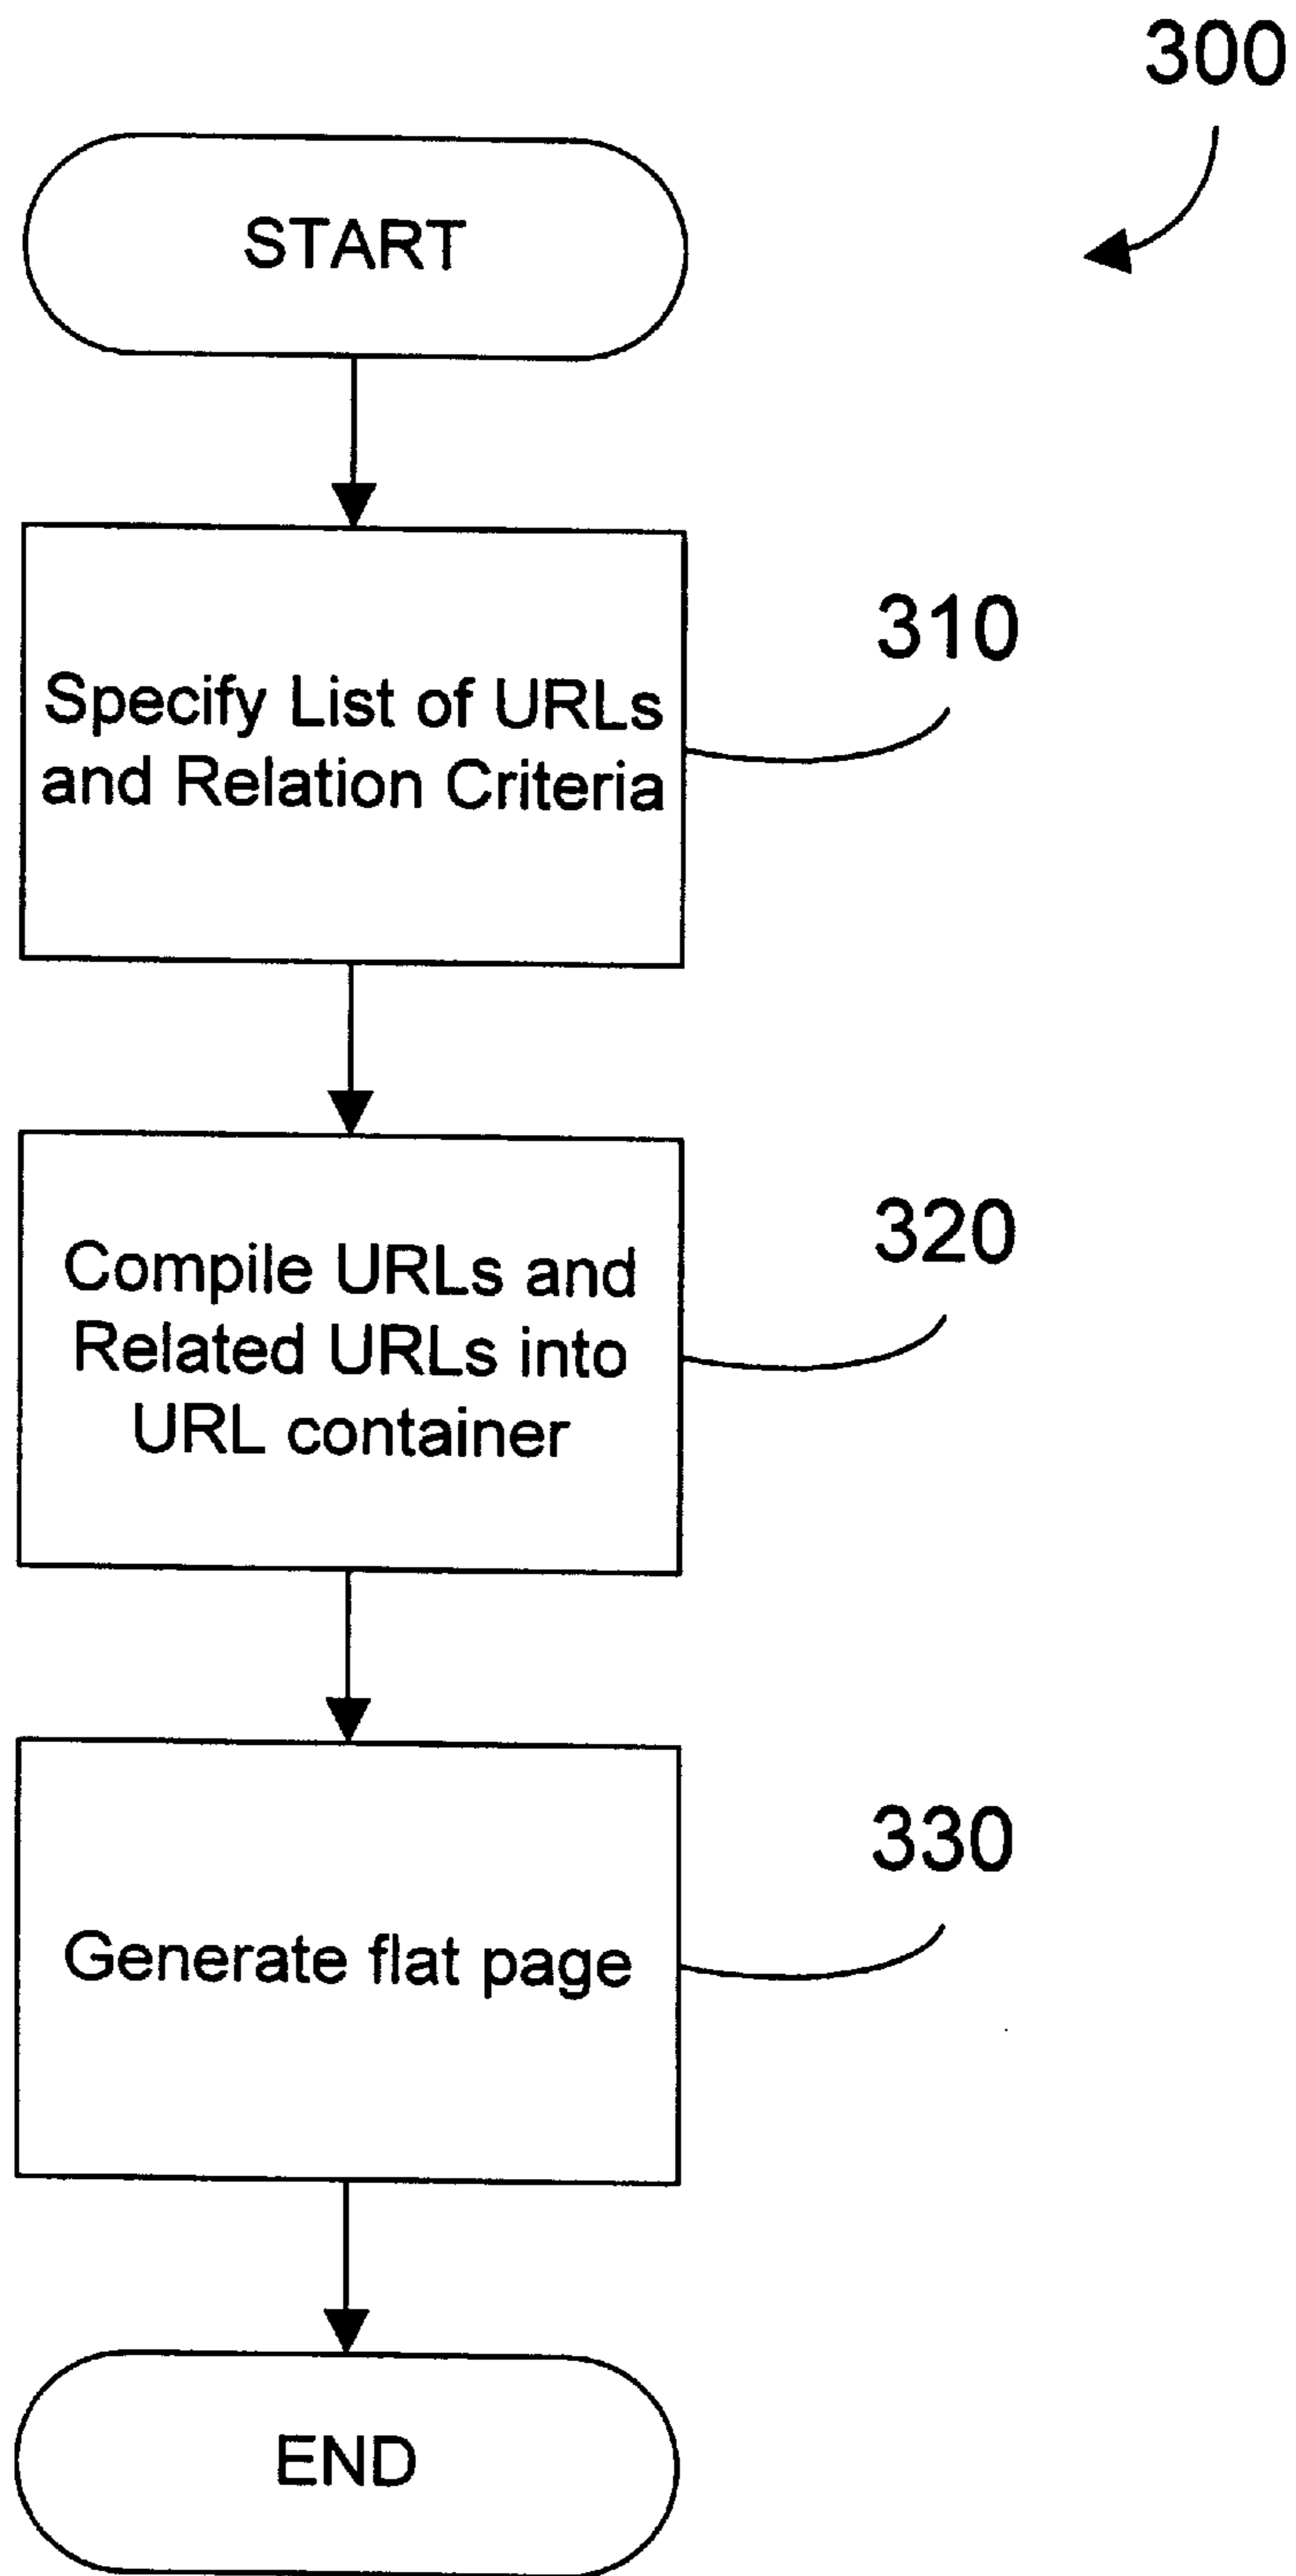 300
START
310
Specify List of URLs
and Relation Criteria
320
Compile URLs and
Related URLs into
URL container
330
Generate flat page
END